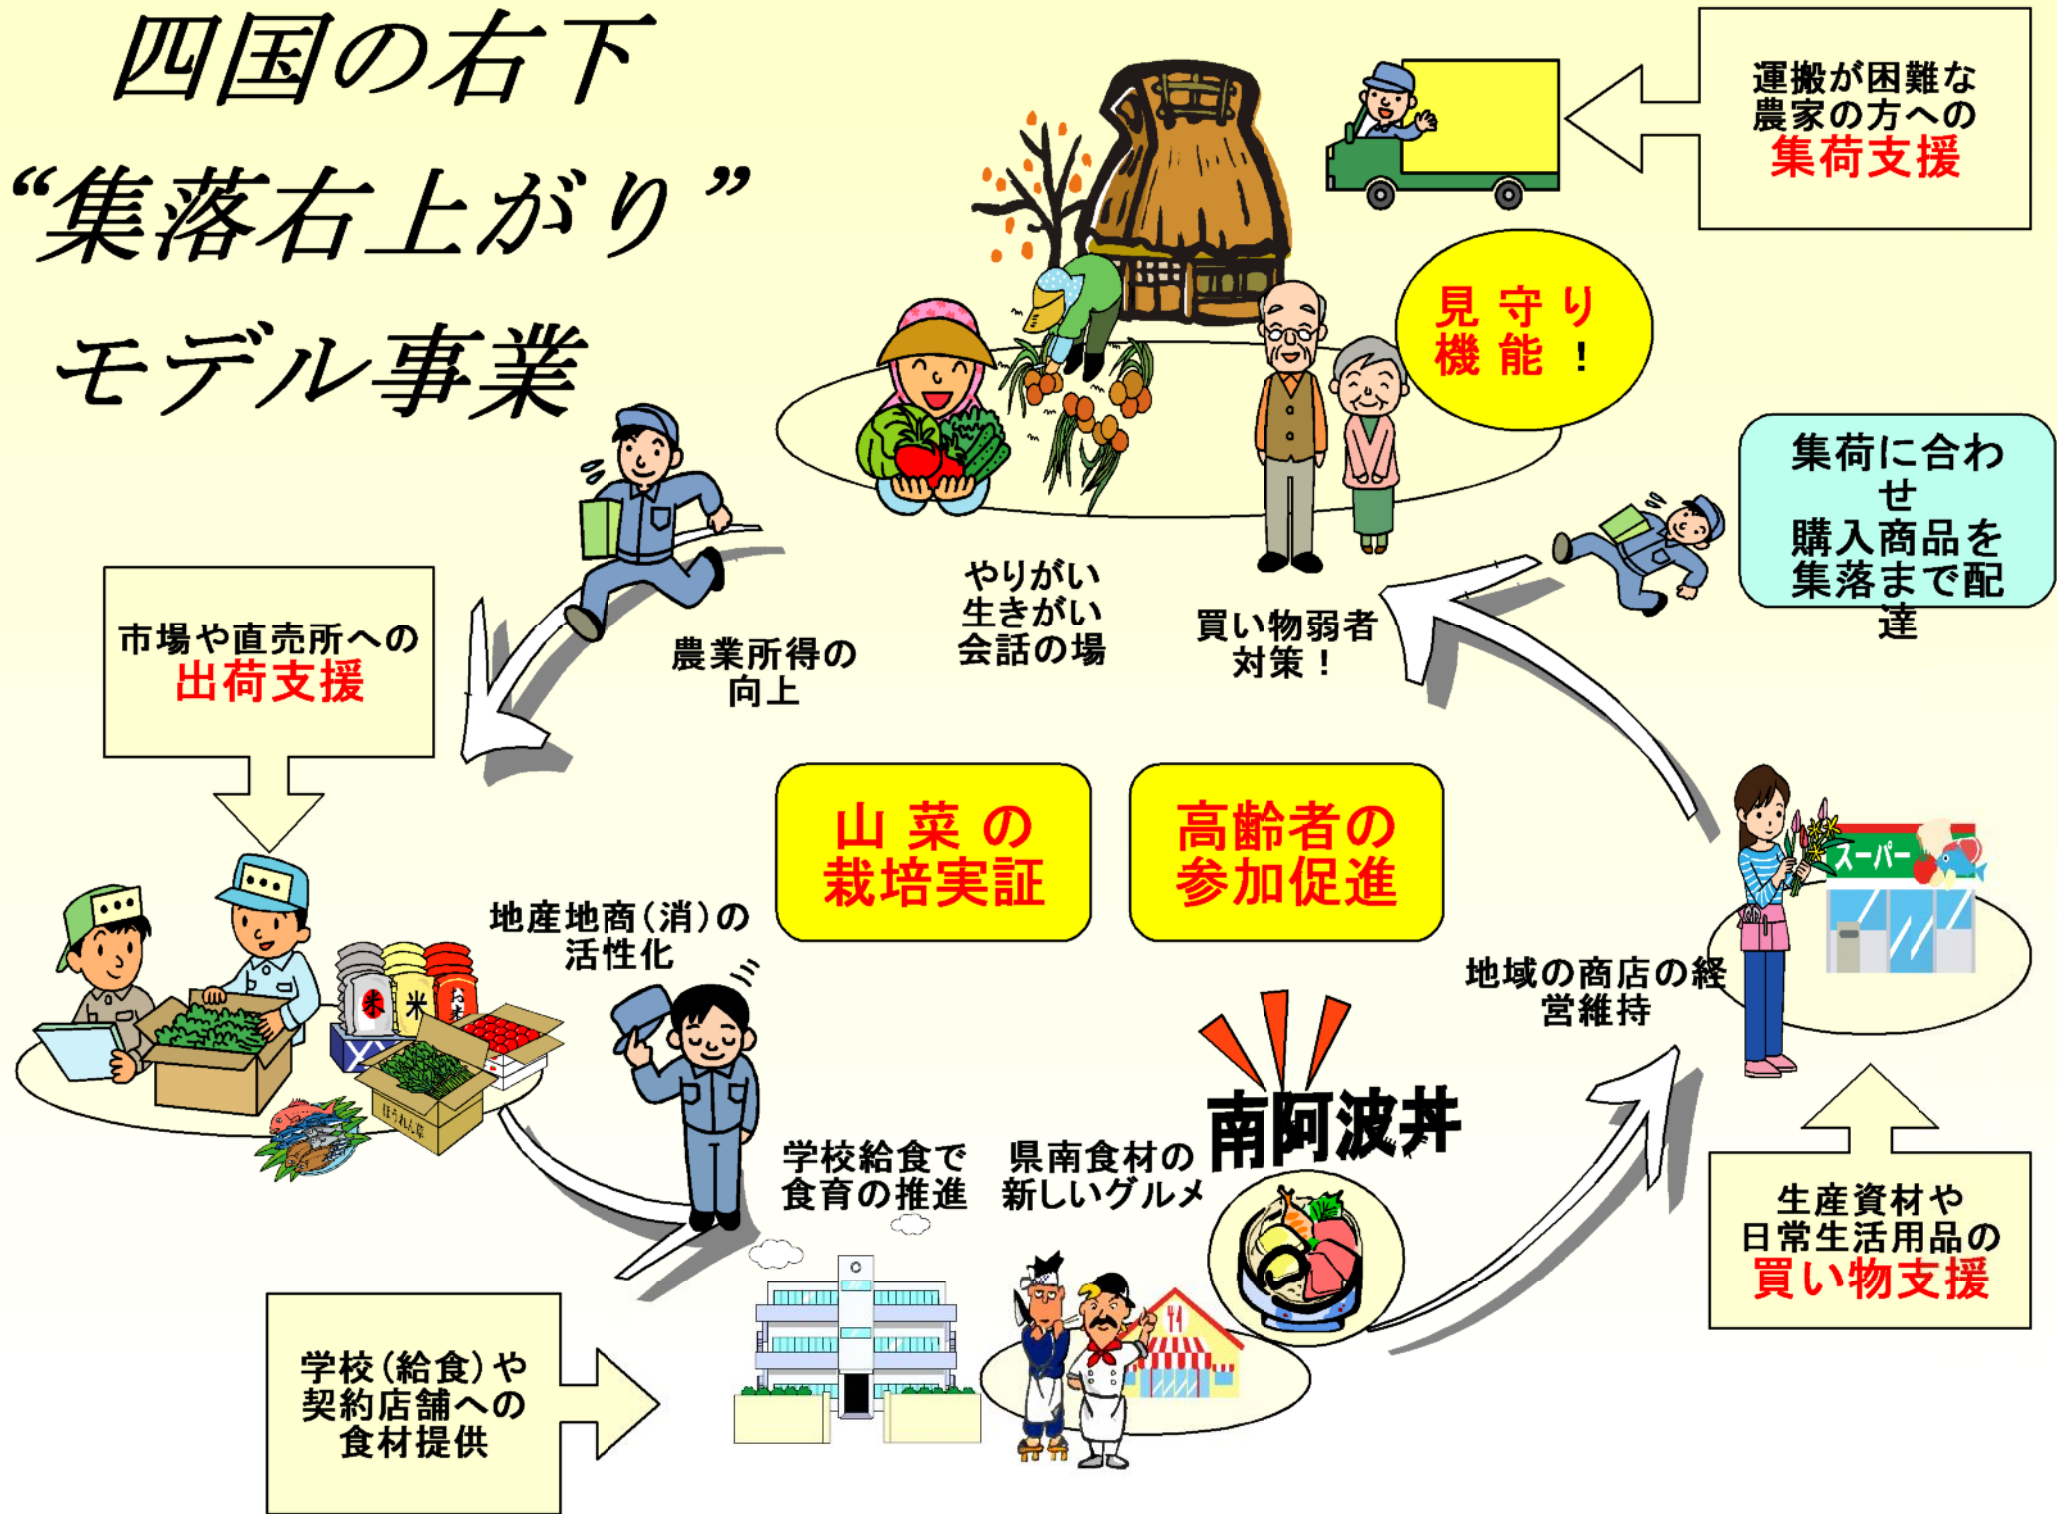 四国の右下
“集落右上がり”
モデル事業
運搬が困難な
農家の方への
集荷支援
見守り
機能！
集荷に合わ
せ
購入商品を
集落まで配
達
やりがい
生きがい
会話の場
買い物弱者
対策！
農業所得の
向上
市場や直売所への
出荷支援
山菜の
栽培実証
高齢者の
参加促進
スーパー
地産地商（消）の
活性化
地域の商店の経
営維持
米
米
お米
ほうれん草
南阿波丼
学校給食で
食育の推進
県南食材の
新しいグルメ
生産資材や
日常生活用品の
買い物支援
学校（給食）や
契約店舗への
食材提供